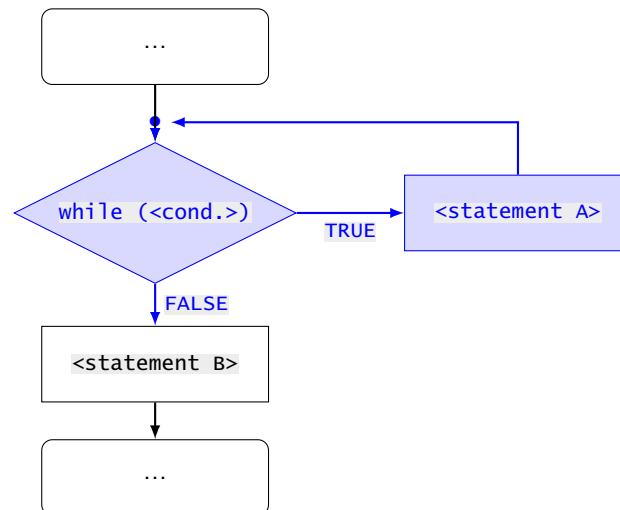 ...
while (<cond.>)
<statement A>
TRUE
FALSE
<statement B>
...